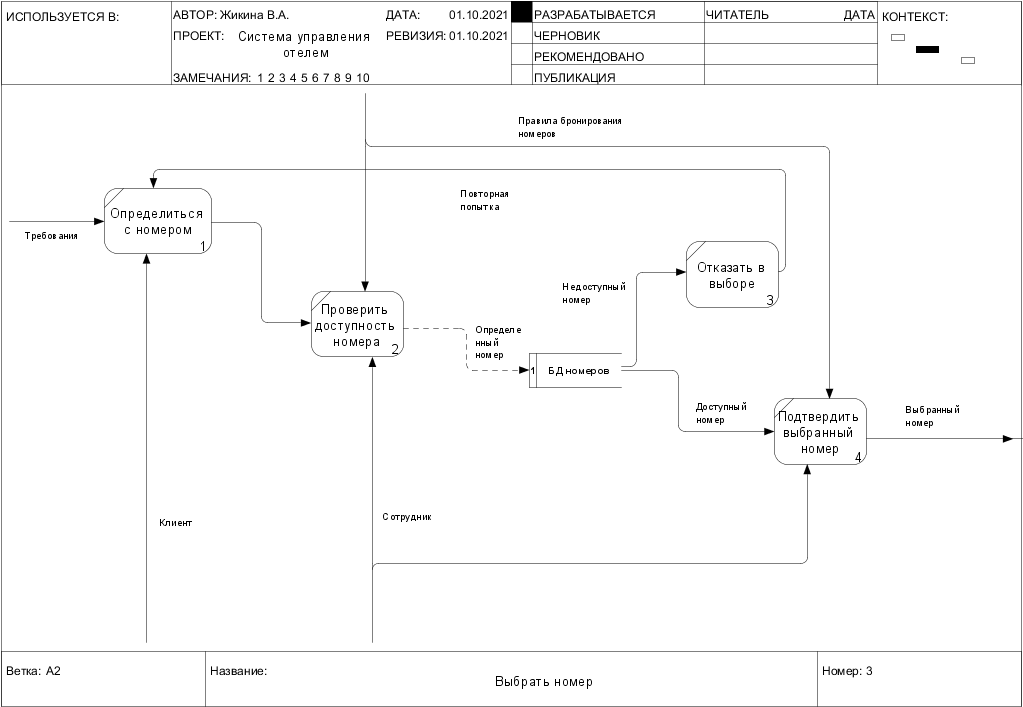 ИСПОЛЬЗУЕТСЯ В:
АВТОР: Жикина В.А.
ДАТА: 01.10.2021
РАЗРАБАТЫВАЕТСЯ
ЧИТАТЕЛЬ
ДАТА
КОНТЕКСТ:
ПРОЕКТ: Система управления
отелем
РЕВИЗИЯ: 01.10.2021
ЧЕРНОВИК
РЕКОМЕНДОВАНО
ЗАМЕЧАНИЯ: 1 2 3 4 5 6 7 8 9 10
ПУБЛИКАЦИЯ
Правила бронирования
номеров
Повторная
попытка
Определиться
с номером
1
Требования
Отказать в
выборе
3
Недоступный
номер
Проверить
доступность
номера
2
Определе
нный
номер
1 БД номеров
Доступный
номер
Подтвердить
выбранный
номер
4
Выбранный
номер
Клиент
Сотрудник
Ветка: A2
Название:
Выбрать номер
Номер: 3